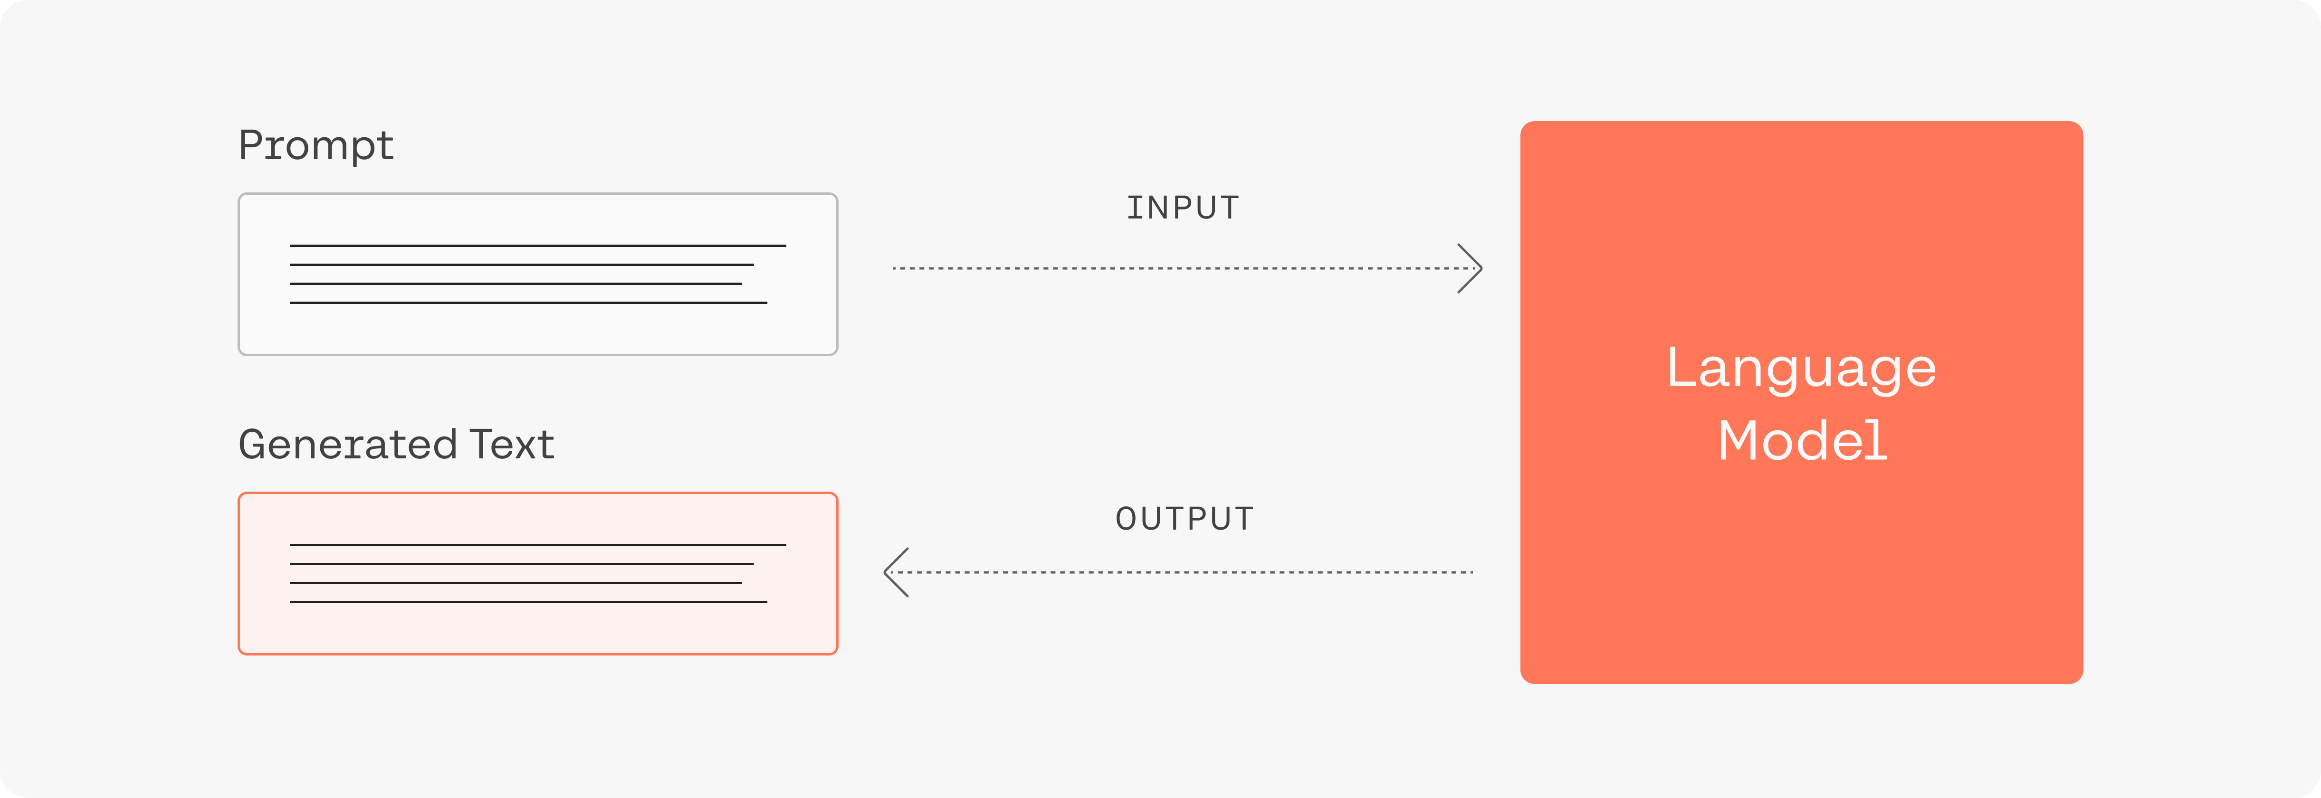 Prompt
INPUT
Language
Model
Generated Text
OUTPUT